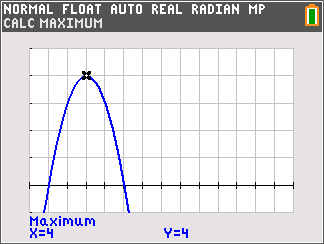 NORMAL FLOAT AUTO REAL RADIAN MP
CALC MAXIMUM
Maximum
X=4 Y=4